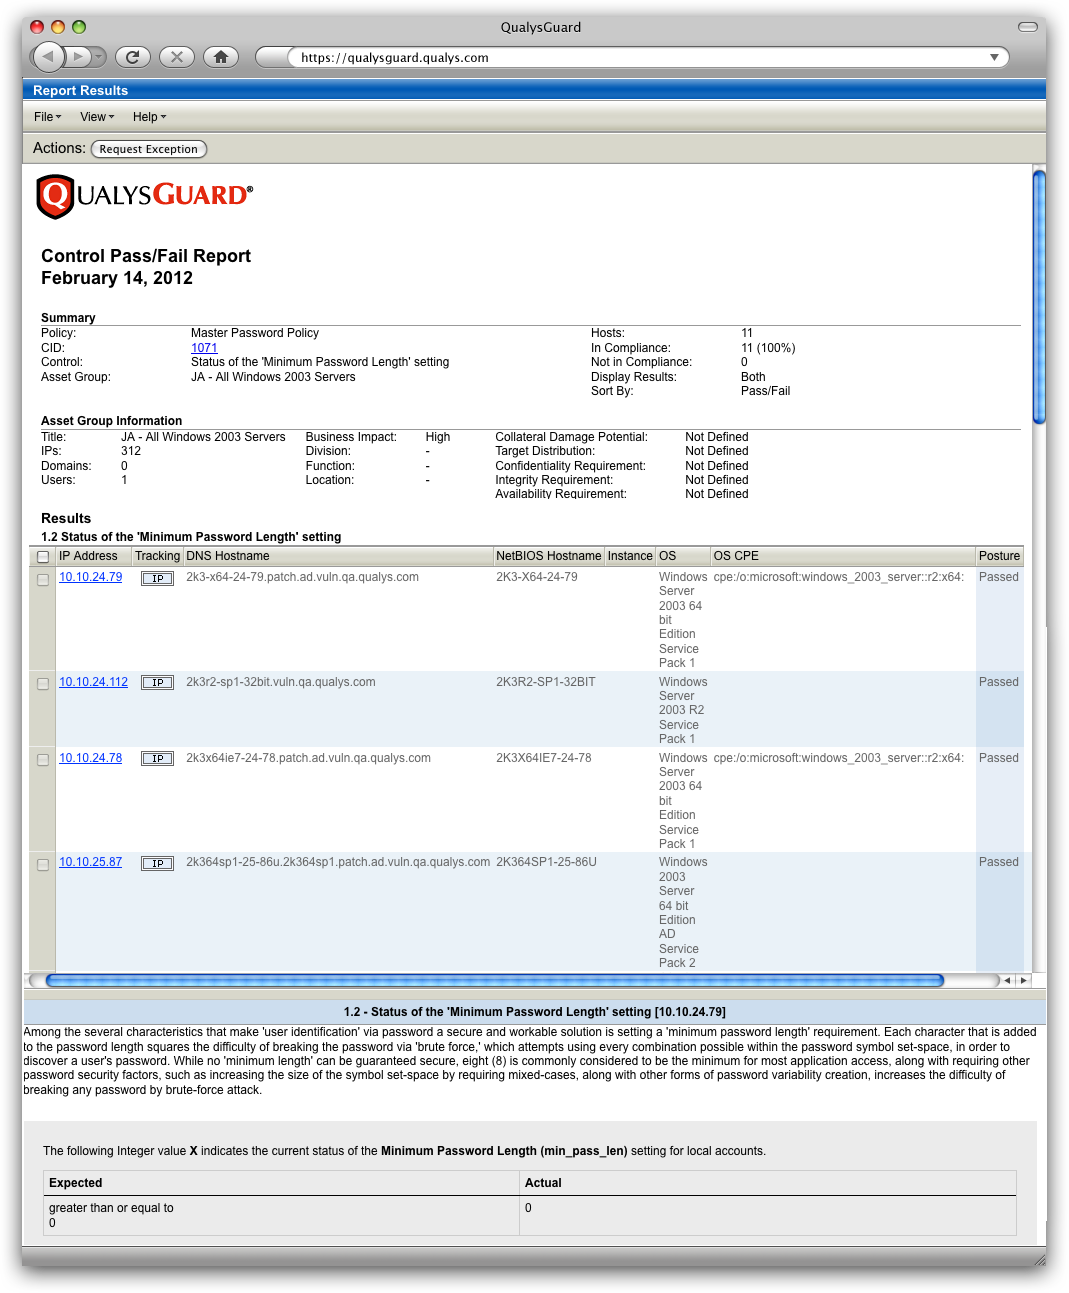 QualysGuard
https://qualysguard.qualys.com
Report Results
File View Help
Actions: Request Exception
QUALYSGUARD®
Control Pass/Fail Report
February 14, 2012
Summary
Policy: Master Password Policy Hosts: 11
CID: 1071 In Compliance: 11 (100%)
Control: Status of the 'Minimum Password Length' setting Not in Compliance: 0
Asset Group: JA - All Windows 2003 Servers Display Results: Both
Sort By: Pass/Fail
Asset Group Information
Title: JA - All Windows 2003 Servers Business Impact: High Collateral Damage Potential: Not Defined
IPs: 312 Division: - Target Distribution: Not Defined
Domains: 0 Function: - Confidentiality Requirement: Not Defined
Users: 1 Location: - Integrity Requirement: Not Defined
Availability Requirement: Not Defined
Results
1.2 Status of the 'Minimum Password Length' setting
IP Address Tracking DNS Hostname NetBIOS Hostname Instance OS OS CPE Posture
10.10.24.79 IP 2k3-x64-24-79.patch.ad.vuln.qa.qualys.com 2K3-X64-24-79 Windows cpe:/o:microsoft:windows_2003_server::r2:x64: Passed
Server
2003 64
bit
Edition
Service
Pack 1
10.10.24.112 IP 2k3r2-sp1-32bit.vuln.qa.qualys.com 2K3R2-SP1-32BIT Windows Passed
Server
2003 R2
Service
Pack 1
10.10.24.78 IP 2k3x64ie7-24-78.patch.ad.vuln.qa.qualys.com 2K3X64IE7-24-78 Windows cpe:/o:microsoft:windows_2003_server::r2:x64: Passed
Server
2003 64
bit
Edition
Service
Pack 1
10.10.25.87 IP 2k364sp1-25-86u.2k364sp1.patch.ad.vuln.qa.qualys.com 2K364SP1-25-86U Windows Passed
2003
Server
64 bit
Edition
AD
Service
Pack 2
1.2 - Status of the 'Minimum Password Length' setting [10.10.24.79]
Among the several characteristics that make 'user identification' via password a secure and workable solution is setting a 'minimum password length' requirement. Each character that is added
to the password length squares the difficulty of breaking the password via 'brute force,' which attempts using every combination possible within the password symbol set-space, in order to
discover a user's password. While no 'minimum length' can be guaranteed secure, eight (8) is commonly considered to be the minimum for most application access, along with requiring other
password security factors, such as increasing the size of the symbol set-space by requiring mixed-cases, along with other forms of password variability creation, increases the difficulty of
breaking any password by brute-force attack.
The following Integer value X indicates the current status of the Minimum Password Length (min_pass_len) setting for local accounts.
Expected Actual
greater than or equal to 0
0